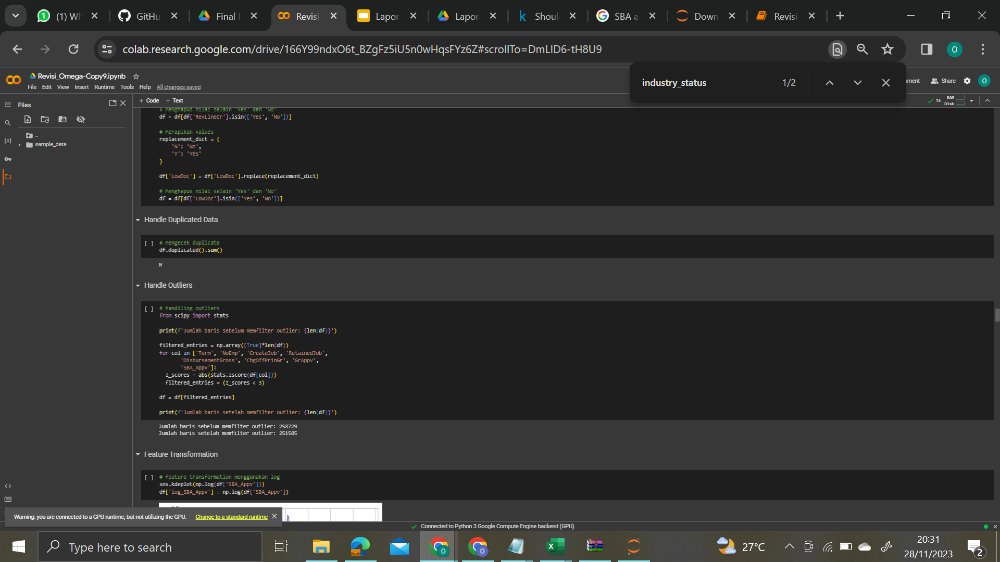 (1) Wh
GitHu
Final F
Revisi
Lapor
Lapor
Shoul
SBA a
Down
Revisi
colab.research.google.com/drive/166Y99ndxO6t_BZgFz5iU5n0wHqsFYz6Z#scrollTo=DmLID6-tH8U9
O
industry_status
1/2
Revisi_Omega-Copy9.ipynb
File Edit View Insert Runtime Tools Help All changes saved
mment
Share
O
Files
+ Code + Text
T4
RAM
Disk
..
sample_data
{x}
# Menghapus nilai selain 'Yes' dan 'No'
df = df[df['RevLineCr'].isin(['Yes', 'No'])]
# Merapikan values
replacement_dict = {
'N': 'No',
'Y': 'Yes'
}
df['LowDoc'] = df['LowDoc'].replace(replacement_dict)
# Menghapus nilai selain 'Yes' dan 'No'
df = df[df['LowDoc'].isin(['Yes', 'No'])]
Handle Duplicated Data
[ ] # mengecek duplicate
df.duplicated().sum()
0
Handle Outliers
[ ] # handiling outliers
from scipy import stats
print(f'Jumlah baris sebelum memfilter outlier: {len(df)}')
filtered_entries = np.array([True]*len(df))
for col in ['Term', 'NoEmp', 'CreateJob', 'RetainedJob',
'DisbursementGross', 'ChgOffPrinGr', 'GrAppv',
'SBA_Appv']:
z_scores = abs(stats.zscore(df[col]))
filtered_entries = (z_scores < 3)
df = df[filtered_entries]
print(f'Jumlah baris setelah memfilter outlier: {len(df)}')
Jumlah baris sebelum memfilter outlier: 258729
Jumlah baris setelah memfilter outlier: 251585
Feature Transformation
[ ] # feature transformation menggunakan log
sns.kdeplot(np.log(df['SBA_Appv']))
df['log_SBA_Appv'] = np.log(df['SBA_Appv'])
Warning: you are connected to a GPU runtime, but not utilizing the GPU. Change to a standard runtime
Connected to Python 3 Google Compute Engine backend (GPU)
Type here to search
27°C
20:31
28/11/2023
2